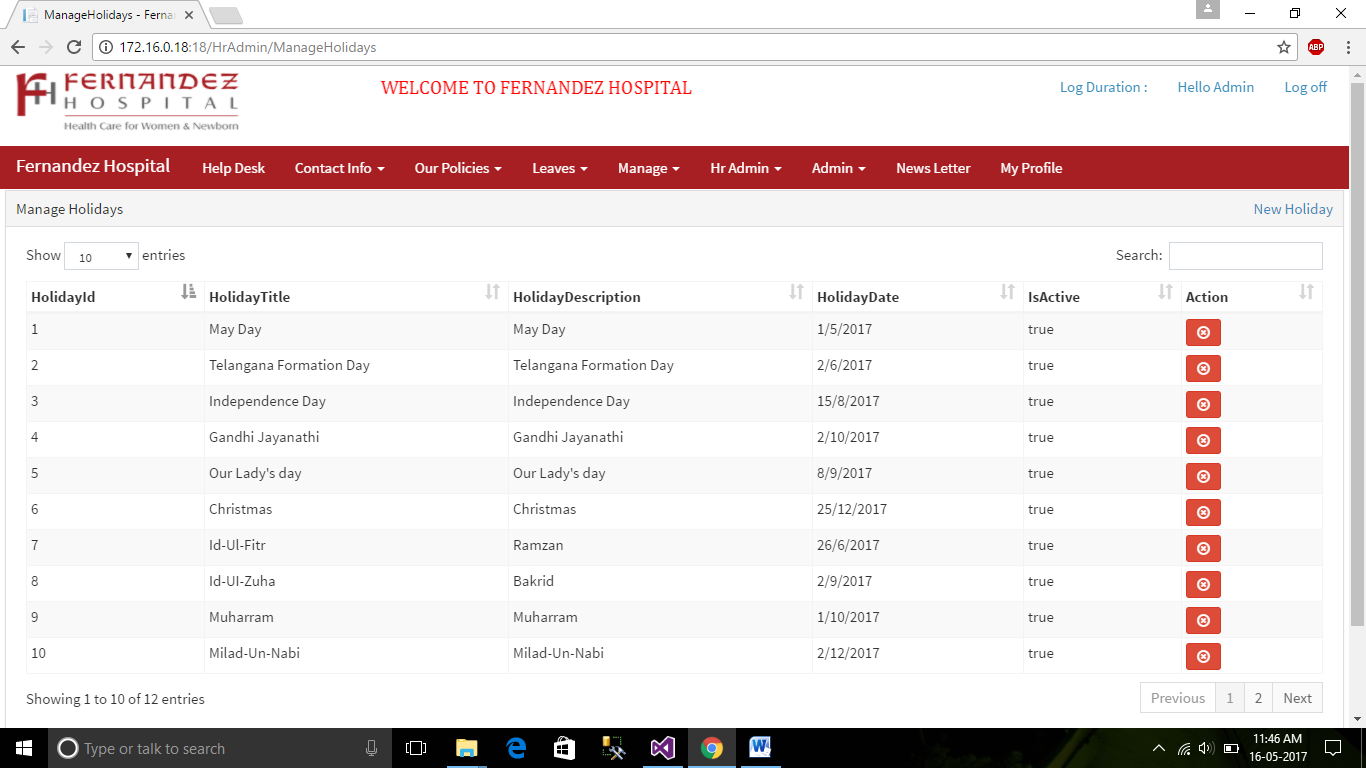 ManageHolidays - Ferna
172.16.0.18:18/HrAdmin/ManageHolidays
ABP
FERNANDEZ
HOSPITAL
Health Care for Women & Newborn
WELCOME TO FERNANDEZ HOSPITAL
Log Duration : Hello Admin Log off
Fernandez Hospital Help Desk Contact Info Our Policies Leaves Manage Hr Admin Admin News Letter My Profile
Manage Holidays New Holiday
Show 10 entries Search:
HolidayId HolidayTitle HolidayDescription HolidayDate IsActive Action
1 May Day May Day 1/5/2017 true
2 Telangana Formation Day Telangana Formation Day 2/6/2017 true
3 Independence Day Independence Day 15/8/2017 true
4 Gandhi Jayanathi Gandhi Jayanathi 2/10/2017 true
5 Our Lady's day Our Lady's day 8/9/2017 true
6 Christmas Christmas 25/12/2017 true
7 Id-Ul-Fitr Ramzan 26/6/2017 true
8 Id-UI-Zuha Bakrid 2/9/2017 true
9 Muharram Muharram 1/10/2017 true
10 Milad-Un-Nabi Milad-Un-Nabi 2/12/2017 true
Showing 1 to 10 of 12 entries Previous 1 2 Next
Type or talk to search
11:46 AM
16-05-2017